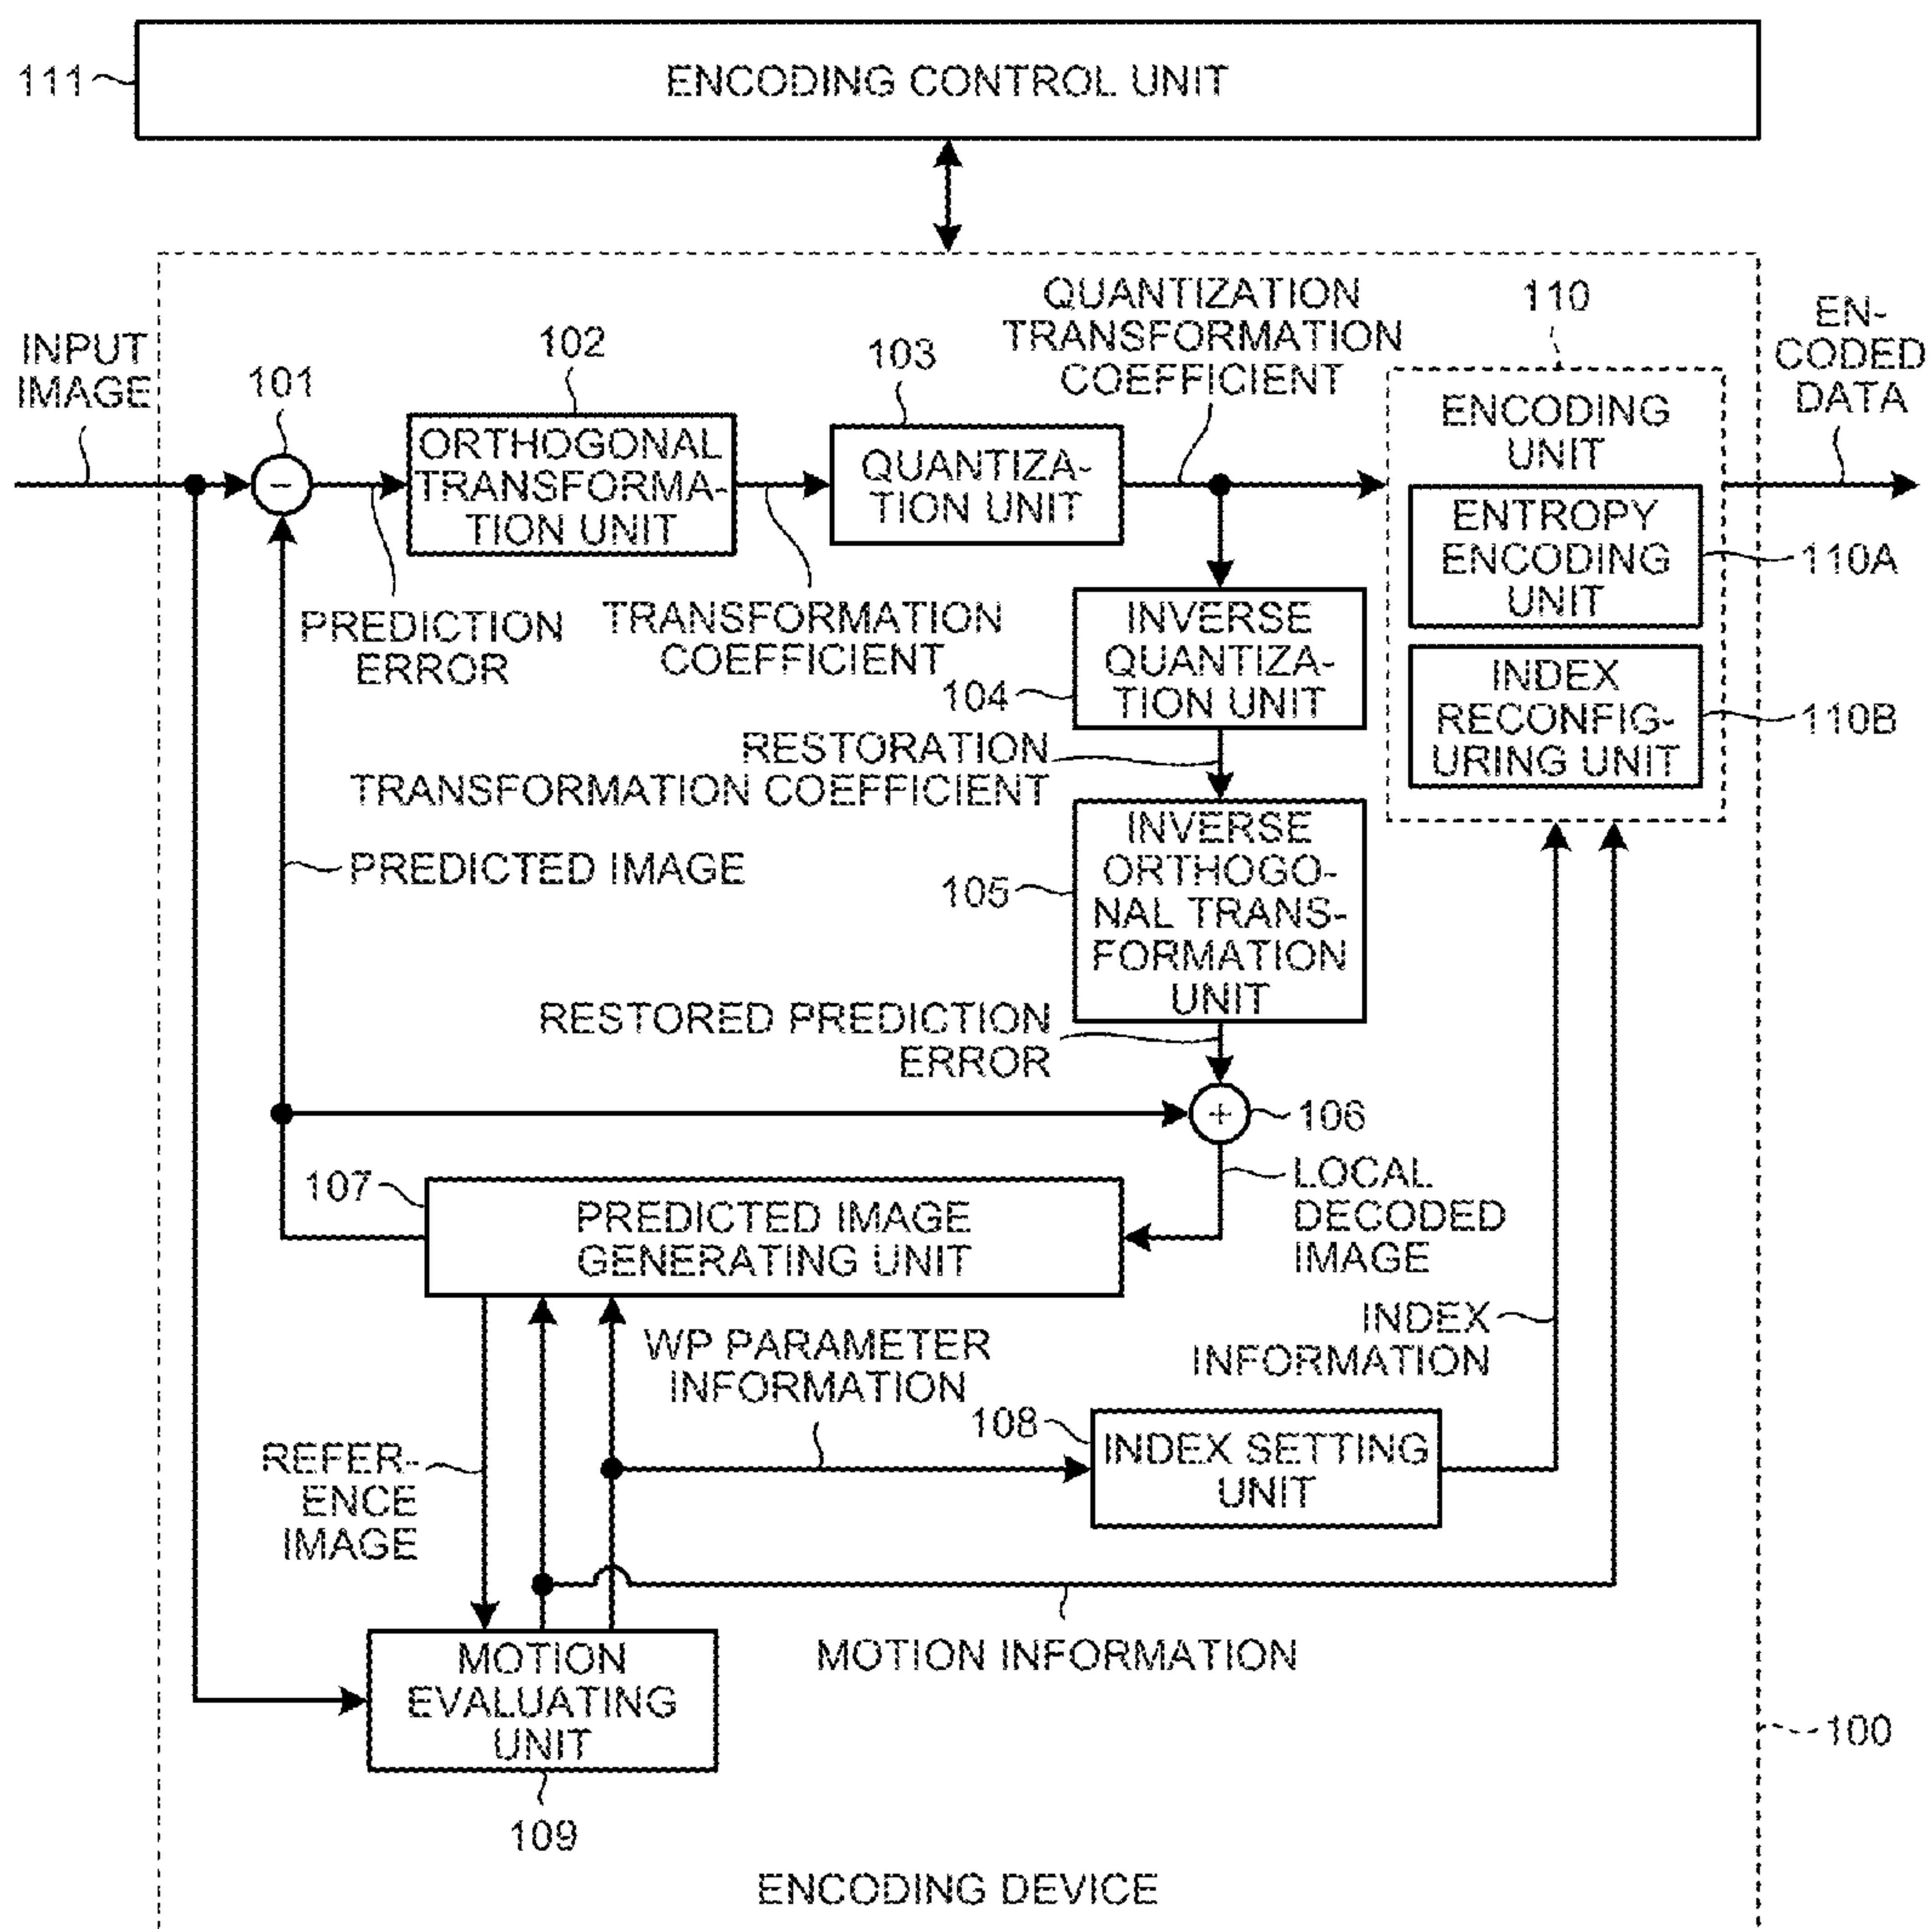 111
ENCODING CONTROL UNIT
INPUT
IMAGE
101
102
ORTHOGONAL
TRANSFORMA-
TION UNIT
103
QUANTIZA-
TION UNIT
QUANTIZATION
TRANSFORMATION
COEFFICIENT
110
ENCODING
UNIT
EN-
CODED
DATA
ENTROPY
ENCODING
UNIT
110A
INDEX
RECONFIG-
URING UNIT
110B
−
PREDICTION
ERROR
TRANSFORMATION
COEFFICIENT
INVERSE
QUANTIZA-
TION UNIT
104
RESTORATION
TRANSFORMATION COEFFICIENT
PREDICTED IMAGE
105
INVERSE
ORTHOGO-
NAL TRANS-
FORMATION
UNIT
RESTORED PREDICTION
ERROR
+
106
107
PREDICTED IMAGE
GENERATING UNIT
LOCAL
DECODED
IMAGE
INDEX
INFORMATION
WP PARAMETER
INFORMATION
108
INDEX SETTING
UNIT
REFER-
ENCE
IMAGE
MOTION
EVALUATING
UNIT
109
MOTION INFORMATION
100
ENCODING DEVICE